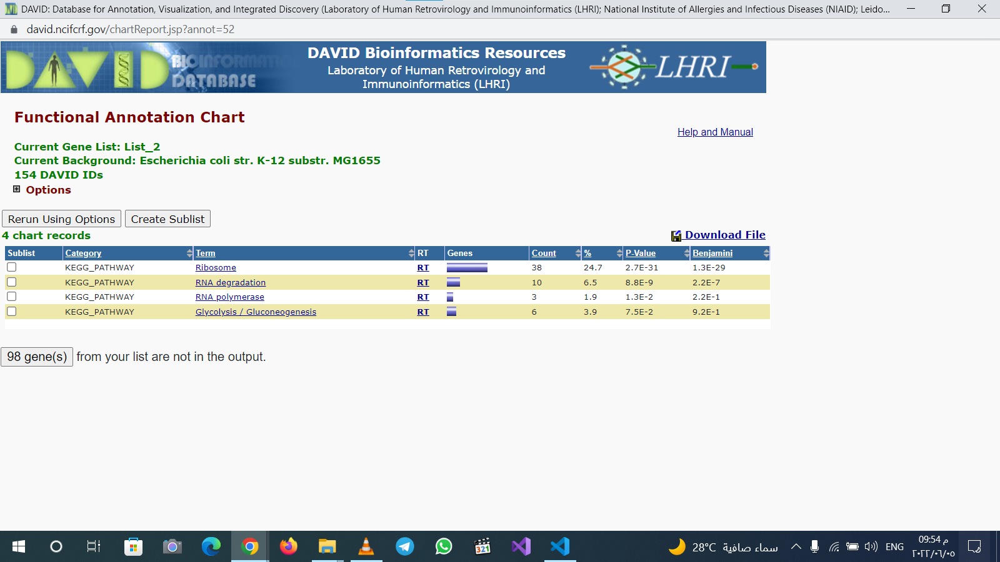 DAVID: Database for Annotation, Visualization, and Integrated Discovery (Laboratory of Human Retrovirology and Immunoinformatics (LHRI); National Institute of Allergies and Infectious Diseases (NIAID); Leido...
david.ncifcrf.gov/chartReport.jsp?annot=52
DAVID BIOINFORMATICS DATABASE
DAVID Bioinformatics Resources
Laboratory of Human Retrovirology and
Immunoinformatics (LHRI)
LHRI
Functional Annotation Chart
Help and Manual
Current Gene List: List_2
Current Background: Escherichia coli str. K-12 substr. MG1655
154 DAVID IDs
Options
Rerun Using Options Create Sublist
4 chart records Download File
Sublist Category Term RT Genes Count % P-Value Benjamini
KEGG_PATHWAY Ribosome RT 38 24.7 2.7E-31 1.3E-29
KEGG_PATHWAY RNA degradation RT 10 6.5 8.8E-9 2.2E-7
KEGG_PATHWAY RNA polymerase RT 3 1.9 1.3E-2 2.2E-1
KEGG_PATHWAY Glycolysis / Gluconeogenesis RT 6 3.9 7.5E-2 9.2E-1
98 gene(s) from your list are not in the output.
321
28°C سماء صافية
ENG
09:54 م
٢٠٢٢/٠٦/٠٥